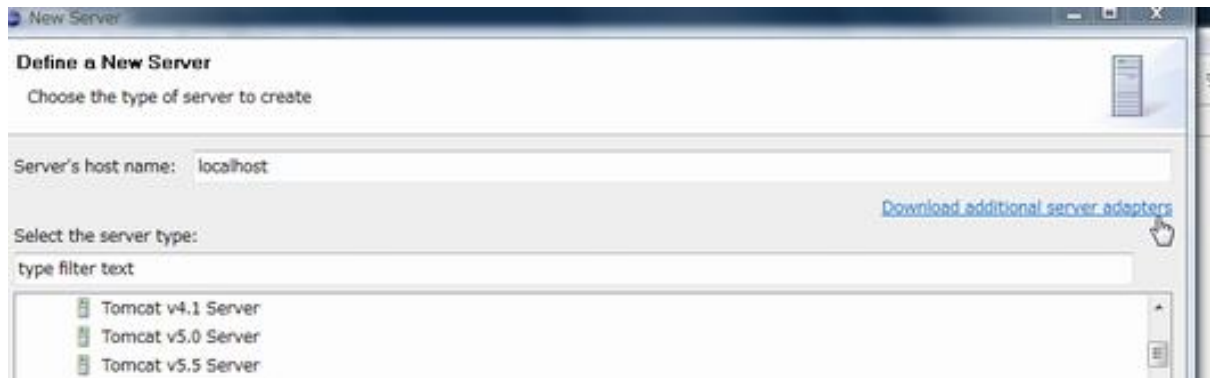 New Server
Define a New Server
Choose the type of server to create
Server's host name: localhost
Download additional server adapters
Select the server type:
type filter text
Tomcat v4.1 Server
Tomcat v5.0 Server
Tomcat v5.5 Server